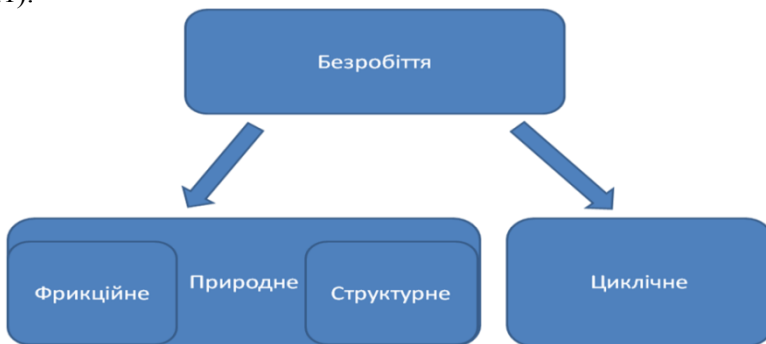 Безробіття
Фрикційне
Природне
Структурне
Циклічне